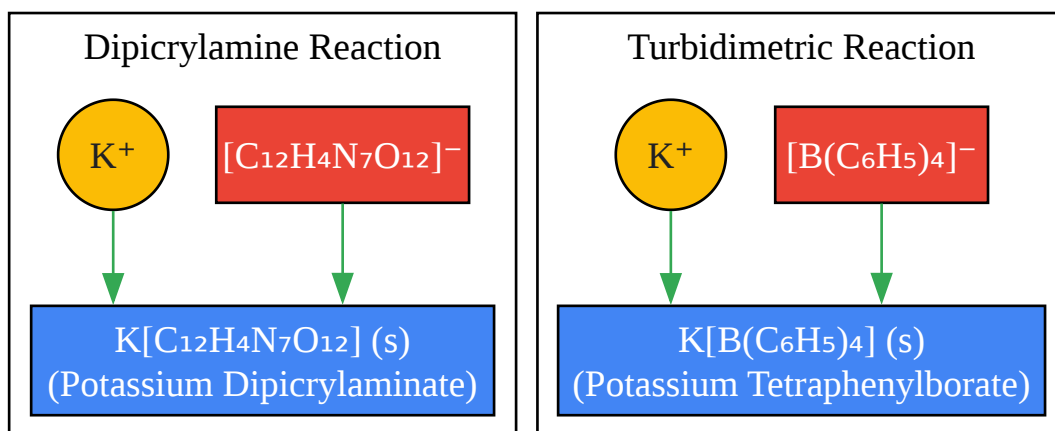 Dipicrylamine Reaction
K⁺
[C₁₂H₄N₇O₁₂]⁻
K[C₁₂H₄N₇O₁₂] (s)
(Potassium Dipicrylaminate)
Turbidimetric Reaction
K⁺
[B(C₆H₅)₄]⁻
K[B(C₆H₅)₄] (s)
(Potassium Tetraphenylborate)